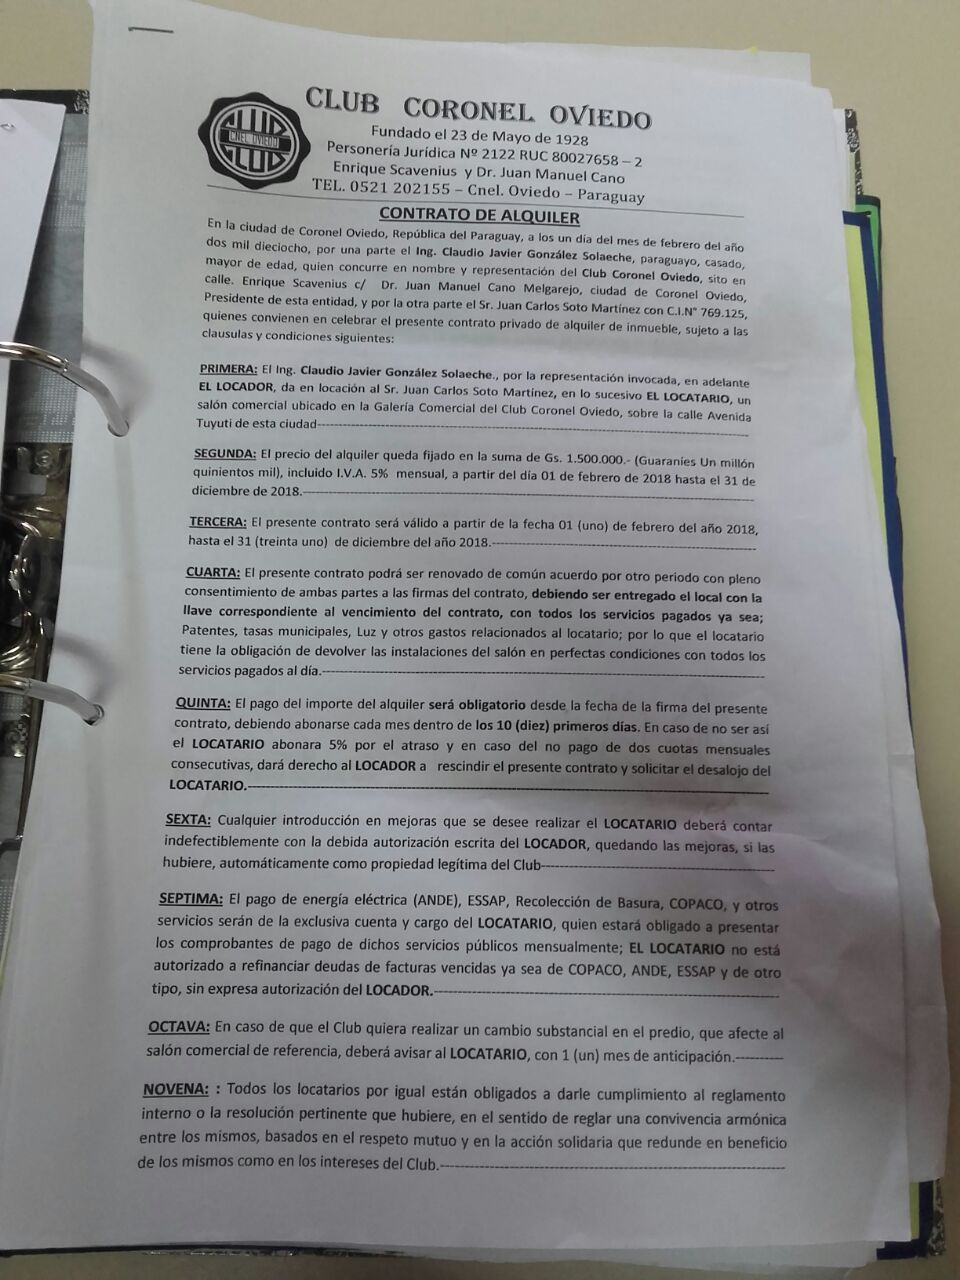 CLUB CORONEL OVIEDO
CLUB
CNEL OVIEDO
CLUB
Fundado el 23 de Mayo de 1928
Personería Jurídica Nº 2122 RUC 80027658 – 2
Enrique Scavenius y Dr. Juan Manuel Cano
TEL. 0521 202155 – Cnel. Oviedo – Paraguay
CONTRATO DE ALQUILER
En la ciudad de Coronel Oviedo, República del Paraguay, a los un día del mes de febrero del año
dos mil dieciocho, por una parte el Ing. Claudio Javier González Solaeche, paraguayo, casado,
mayor de edad, quien concurre en nombre y representación del Club Coronel Oviedo, sito en
calle. Enrique Scavenius c/ Dr. Juan Manuel Cano Melgarejo, ciudad de Coronel Oviedo,
Presidente de esta entidad, y por la otra parte el Sr. Juan Carlos Soto Martínez con C.I.N° 769.125,
quienes convienen en celebrar el presente contrato privado de alquiler de inmueble, sujeto a las
clausulas y condiciones siguientes:
PRIMERA: El Ing. Claudio Javier González Solaeche., por la representación invocada, en adelante
EL LOCADOR, da en locación al Sr. Juan Carlos Soto Martínez, en lo sucesivo EL LOCATARIO, un
salón comercial ubicado en la Galería Comercial del Club Coronel Oviedo, sobre la calle Avenida
Tuyuti de esta ciudad--------------------
SEGUNDA: El precio del alquiler queda fijado en la suma de Gs. 1.500.000.- (Guaraníes Un millón
quinientos mil), incluido I.V.A. 5% mensual, a partir del día 01 de febrero de 2018 hasta el 31 de
diciembre de 2018.--------------------
TERCERA: El presente contrato será válido a partir de la fecha 01 (uno) de febrero del año 2018,
hasta el 31 (treinta uno) de diciembre del año 2018.--------------------
CUARTA: El presente contrato podrá ser renovado de común acuerdo por otro periodo con pleno
consentimiento de ambas partes a las firmas del contrato, debiendo ser entregado el local con la
llave correspondiente al vencimiento del contrato, con todos los servicios pagados ya sea;
Patentes, tasas municipales, Luz y otros gastos relacionados al locatario; por lo que el locatario
tiene la obligación de devolver las instalaciones del salón en perfectas condiciones con todos los
servicios pagados al día.--------------------
QUINTA: El pago del importe del alquiler será obligatorio desde la fecha de la firma del presente
contrato, debiendo abonarse cada mes dentro de los 10 (diez) primeros días. En caso de no ser así
el LOCATARIO abonara 5% por el atraso y en caso del no pago de dos cuotas mensuales
consecutivas, dará derecho al LOCADOR a rescindir el presente contrato y solicitar el desalojo del
LOCATARIO.--------------------
SEXTA: Cualquier introducción en mejoras que se desee realizar el LOCATARIO deberá contar
indefectiblemente con la debida autorización escrita del LOCADOR, quedando las mejoras, si las
hubiere, automáticamente como propiedad legítima del Club--------------------
SEPTIMA: El pago de energía eléctrica (ANDE), ESSAP, Recolección de Basura, COPACO, y otros
servicios serán de la exclusiva cuenta y cargo del LOCATARIO, quien estará obligado a presentar
los comprobantes de pago de dichos servicios públicos mensualmente; EL LOCATARIO no está
autorizado a refinanciar deudas de facturas vencidas ya sea de COPACO, ANDE, ESSAP y de otro
tipo, sin expresa autorización del LOCADOR.--------------------
OCTAVA: En caso de que el Club quiera realizar un cambio substancial en el predio, que afecte al
salón comercial de referencia, deberá avisar al LOCATARIO, con 1 (un) mes de anticipación.----------
NOVENA: : Todos los locatarios por igual están obligados a darle cumplimiento al reglamento
interno o la resolución pertinente que hubiere, en el sentido de reglar una convivencia armónica
entre los mismos, basados en el respeto mutuo y en la acción solidaria que redunde en beneficio
de los mismos como en los intereses del Club.--------------------